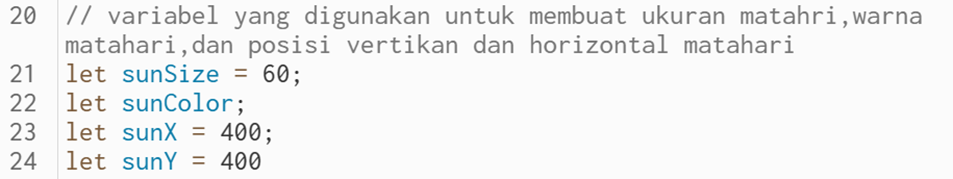 20 // variabel yang digunakan untuk membuat ukuran matahri,warna
matahari,dan posisi vertikan dan horizontal matahari
21 let sunSize = 60;
22 let sunColor;
23 let sunX = 400;
24 let sunY = 400